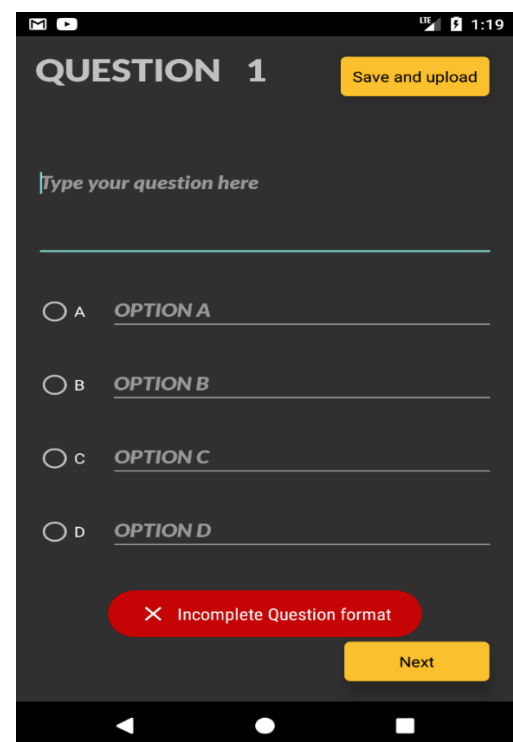 LTE 1:19
QUESTION 1
Save and upload
Type your question here
A OPTION A
B OPTION B
C OPTION C
D OPTION D
Incomplete Question format
Next